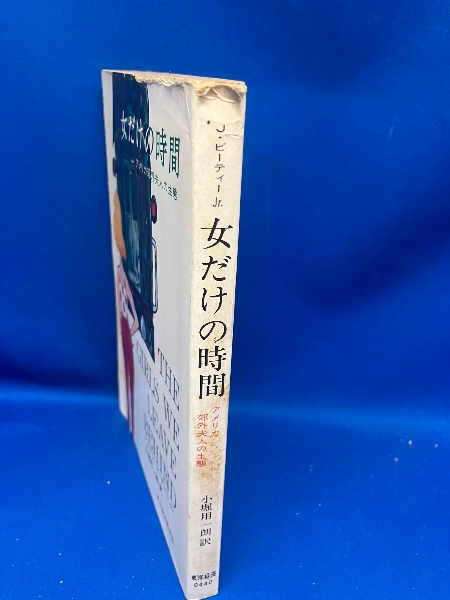 女だけの時間
THE
GIRLS WE
LEAVE
BEHIND
J・ビーティーJr.
女だけの時間
アメリカ
郊外夫人の生態
小堀用一朗訳
東洋経済
0440